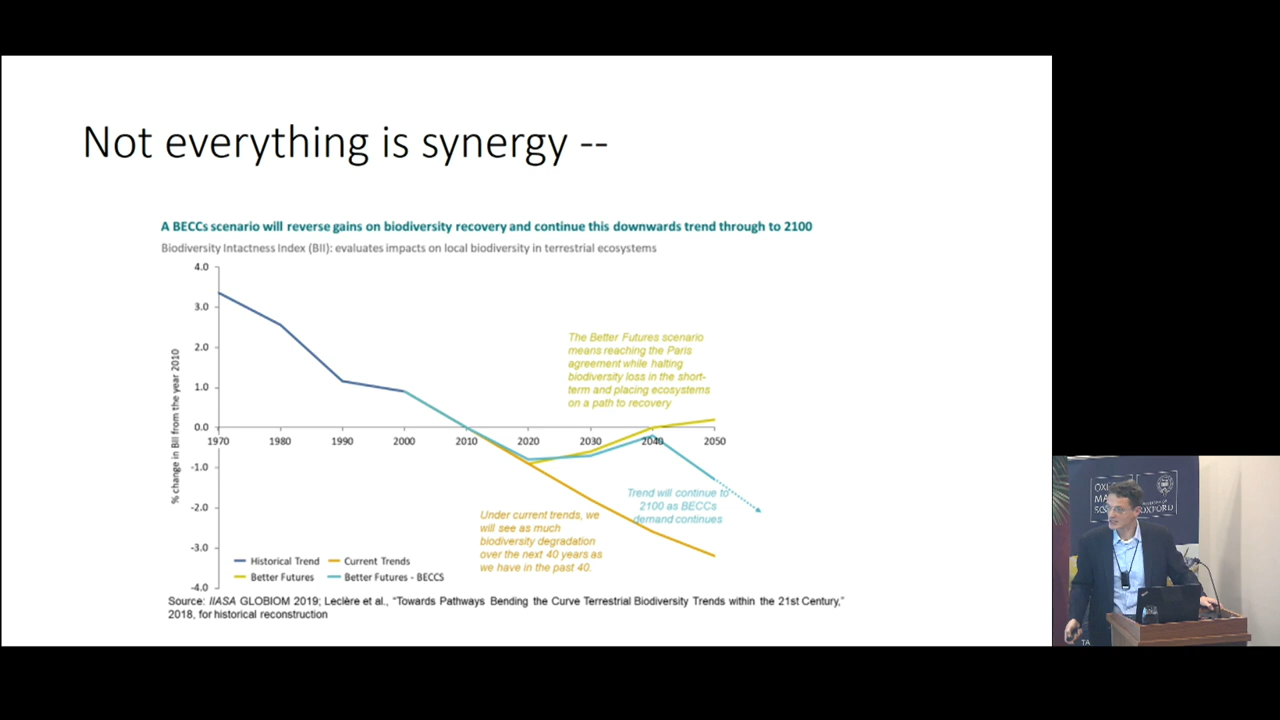 Not everything is synergy --
A BECCs scenario will reverse gains on biodiversity recovery and continue this downwards trend through to 2100
Biodiversity Intactness Index (BII): evaluates impacts on local biodiversity in terrestrial ecosystems
% change in BII from the year 2010
4.0
3.0
2.0
1.0
0.0
-1.0
-2.0
-3.0
-4.0
1970
1980
1990
2000
2010
2020
2030
2040
2050
The Better Futures scenario
means reaching the Paris
agreement while halting
biodiversity loss in the short-
term and placing ecosystems
on a path to recovery
Trend will continue to
2100 as BECCs
demand continues
Under current trends, we
will see as much
biodiversity degradation
over the next 40 years as
we have in the past 40.
Historical Trend
Current Trends
Better Futures
Better Futures - BECCS
Source: IIASA GLOBIOM 2019; Leclère et al., “Towards Pathways Bending the Curve Terrestrial Biodiversity Trends within the 21st Century,”
2018, for historical reconstruction
OXFORD
TA